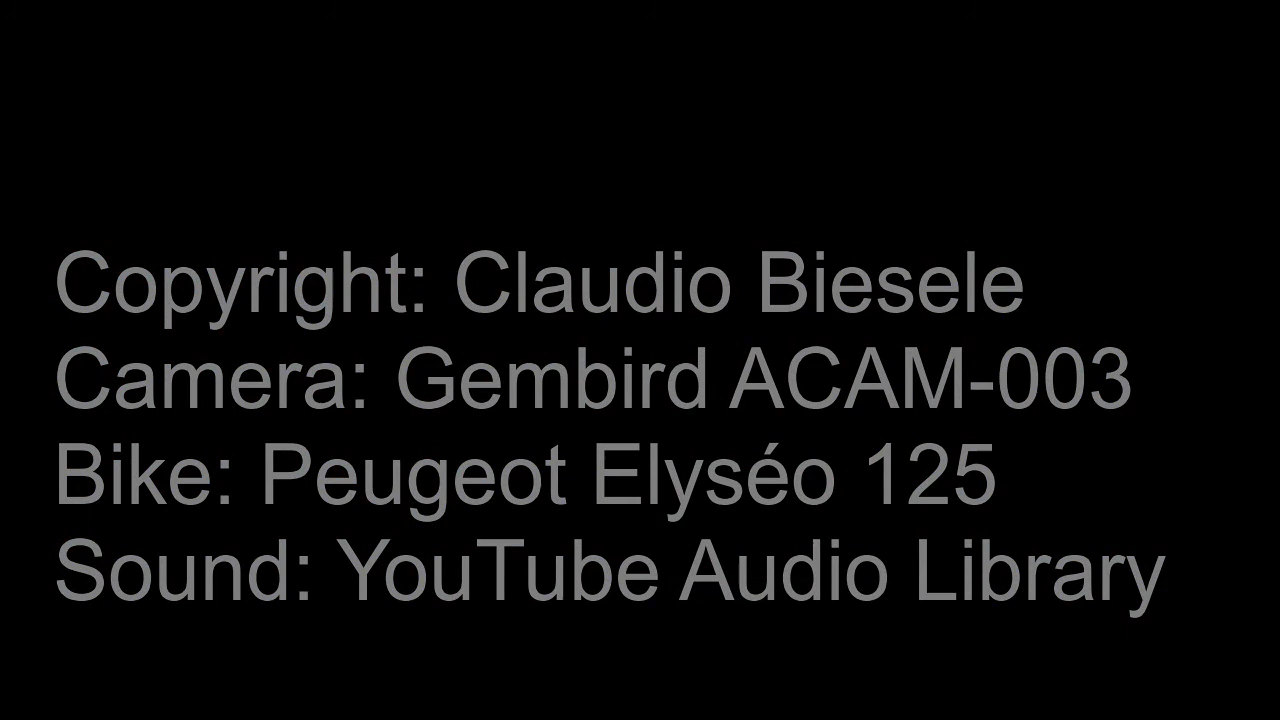 Copyright: Claudio Biesele
Camera: Gembird ACAM-003
Bike: Peugeot Elyséo 125
Sound: YouTube Audio Library